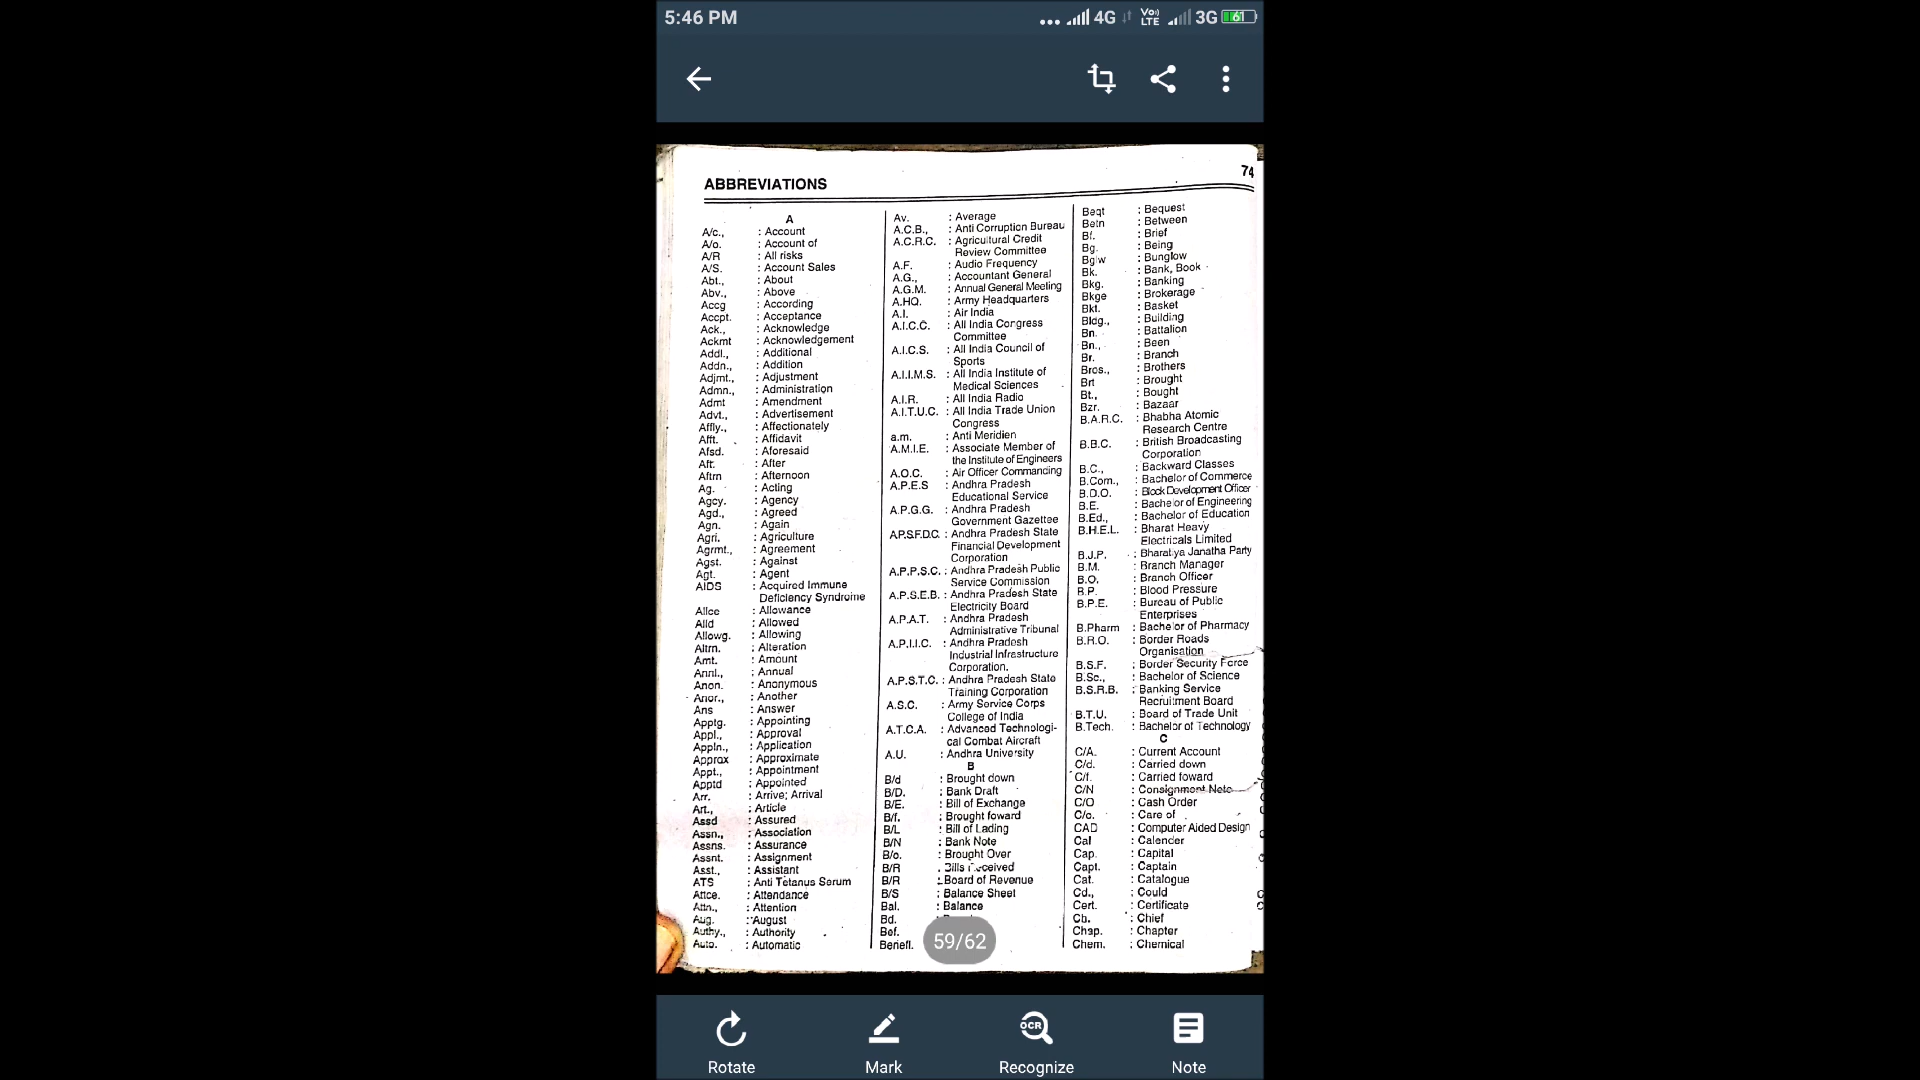 5:46 PM
4G VoLTE 3G 61
ABBREVIATIONS
74
A
A/c., : Account
A/o. : Account of
A/R : All risks
A/S. : Account Sales
Abt., : About
Abv., : Above
Accg : According
Accpt. : Acceptance
Ack., : Acknowledge
Ackmt : Acknowledgement
Addl., : Additional
Addn., : Addition
Adjmt., : Adjustment
Admn., : Administration
Admt : Amendment
Advt., : Advertisement
Affly., : Affectionately
Afft. : Affidavit
Afsd. : Aforesaid
Aft. : After
Aftrn : Afternoon
Ag. : Acting
Agcy. : Agency
Agd., : Agreed
Agn. : Again
Agri. : Agriculture
Agrmt., : Agreement
Agst. : Against
Agt. : Agent
AIDS : Acquired Immune
Deficiency Syndrome
Allce : Allowance
Alld : Allowed
Allowg. : Allowing
Altrn. : Alteration
Amt. : Amount
Annl., : Annual
Anon. : Anonymous
Anor., : Another
Ans : Answer
Apptg. : Appointing
Appl., : Approval
Appln., : Application
Approx : Approximate
Appt., : Appointment
Apptd : Appointed
Arr. : Arrive; Arrival
Art., : Article
Assd : Assured
Assn., : Association
Assns. : Assurance
Assnt. : Assignment
Asst., : Assistant
ATS : Anti Tetanus Serum
Attce. : Attendance
Attn., : Attention
Aug. : August
Authy., : Authority
Auto. : Automatic
Av. : Average
A.C.B., : Anti Corruption Bureau
A.C.R.C. : Agricultural Credit
Review Committee
A.F. : Audio Frequency
A.G., : Accountant General
A.G.M. : Annual General Meeting
A.HQ. : Army Headquarters
A.I. : Air India
A.I.C.C. : All India Congress
Committee
A.I.C.S. : All India Council of
Sports
A.I.I.M.S. : All India Institute of
Medical Sciences
A.I.R. : All India Radio
A.I.T.U.C. : All India Trade Union
Congress
a.m. : Anti Meridien
A.M.I.E. : Associate Member of
the Institute of Engineers
A.O.C. : Air Officer Commanding
A.P.E.S : Andhra Pradesh
Educational Service
A.P.G.G. : Andhra Pradesh
Government Gazettee
A.P.S.F.D.C. : Andhra Pradesh State
Financial Development
Corporation
A.P.P.S.C. : Andhra Pradesh Public
Service Commission
A.P.S.E.B. : Andhra Pradesh State
Electricity Board
A.P.A.T. : Andhra Pradesh
Administrative Tribunal
A.P.I.I.C. : Andhra Pradesh
Industrial Infrastructure
Corporation.
A.P.S.T.C. : Andhra Pradesh State
Training Corporation
A.S.C. : Army Service Corps
College of India
A.T.C.A. : Advanced Technologi-
cal Combat Aircraft
A.U. : Andhra University
B
B/d : Brought down
B/D. : Bank Draft
B/E. : Bill of Exchange
B/f. : Brought foward
B/L : Bill of Lading
B/N : Bank Note
B/o. : Brought Over
B/R : Bills received
B/R : Board of Revenue
B/S : Balance Sheet
Bal. : Balance
Bd.
Bef.
Benefl.
Beqt : Bequest
Betn : Between
Bf. : Brief
Bg. : Being
Bglw : Bunglow
Bk. : Bank, Book
Bkg. : Banking
Bkge : Brokerage
Bkt. : Basket
Bldg., : Building
Bn. : Battalion
Bn., : Been
Br. : Branch
Bros., : Brothers
Brt : Brought
Bt., : Bought
Bzr. : Bazaar
B.A.R.C. : Bhabha Atomic
Research Centre
B.B.C. : British Broadcasting
Corporation
B.C., : Backward Classes
B.Com., : Bachelor of Commerce
B.D.O. : Block Development Officer
B.E. : Bachelor of Engineering
B.Ed., : Bachelor of Education
B.H.E.L. : Bharat Heavy
Electricals Limited
B.J.P. : Bharatiya Janatha Party
B.M. : Branch Manager
B.O. : Branch Officer
B.P. : Blood Pressure
B.P.E. : Bureau of Public
Enterprises
B.Pharm : Bachelor of Pharmacy
B.R.O. : Border Roads
Organisation
B.S.F. : Border Security Force
B.Sc., : Bachelor of Science
B.S.R.B. : Banking Service
Recruitment Board
B.T.U. : Board of Trade Unit
B.Tech. : Bachelor of Technology
C
C/A. : Current Account
C/d. : Carried down
C/f. : Carried foward
C/N : Consignment Note
C/O : Cash Order
C/o. : Care of
CAD : Computer Aided Design
Cal : Calender
Cap. : Capital
Capt. : Captain
Cat. : Catalogue
Cd., : Could
Cert. : Certificate
Ch. : Chief
Chap. : Chapter
Chem. : Chemical
59/62
OCR
Rotate Mark Recognize Note